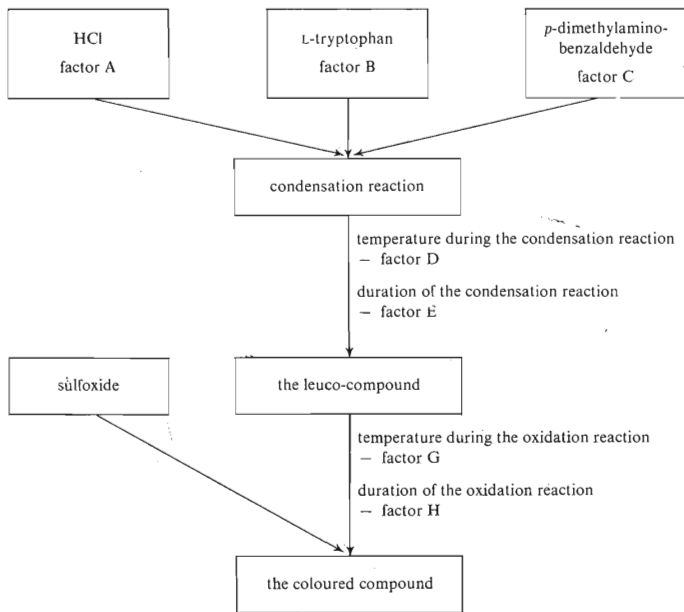 HCl
factor A
L-tryptophan
factor B
p-dimethylamino-
benzaldehyde
factor C
condensation reaction
temperature during the condensation reaction
– factor D
duration of the condensation reaction
– factor E
sulfoxide
the leuco-compound
temperature during the oxidation reaction
– factor G
duration of the oxidation reaction
– factor H
the coloured compound